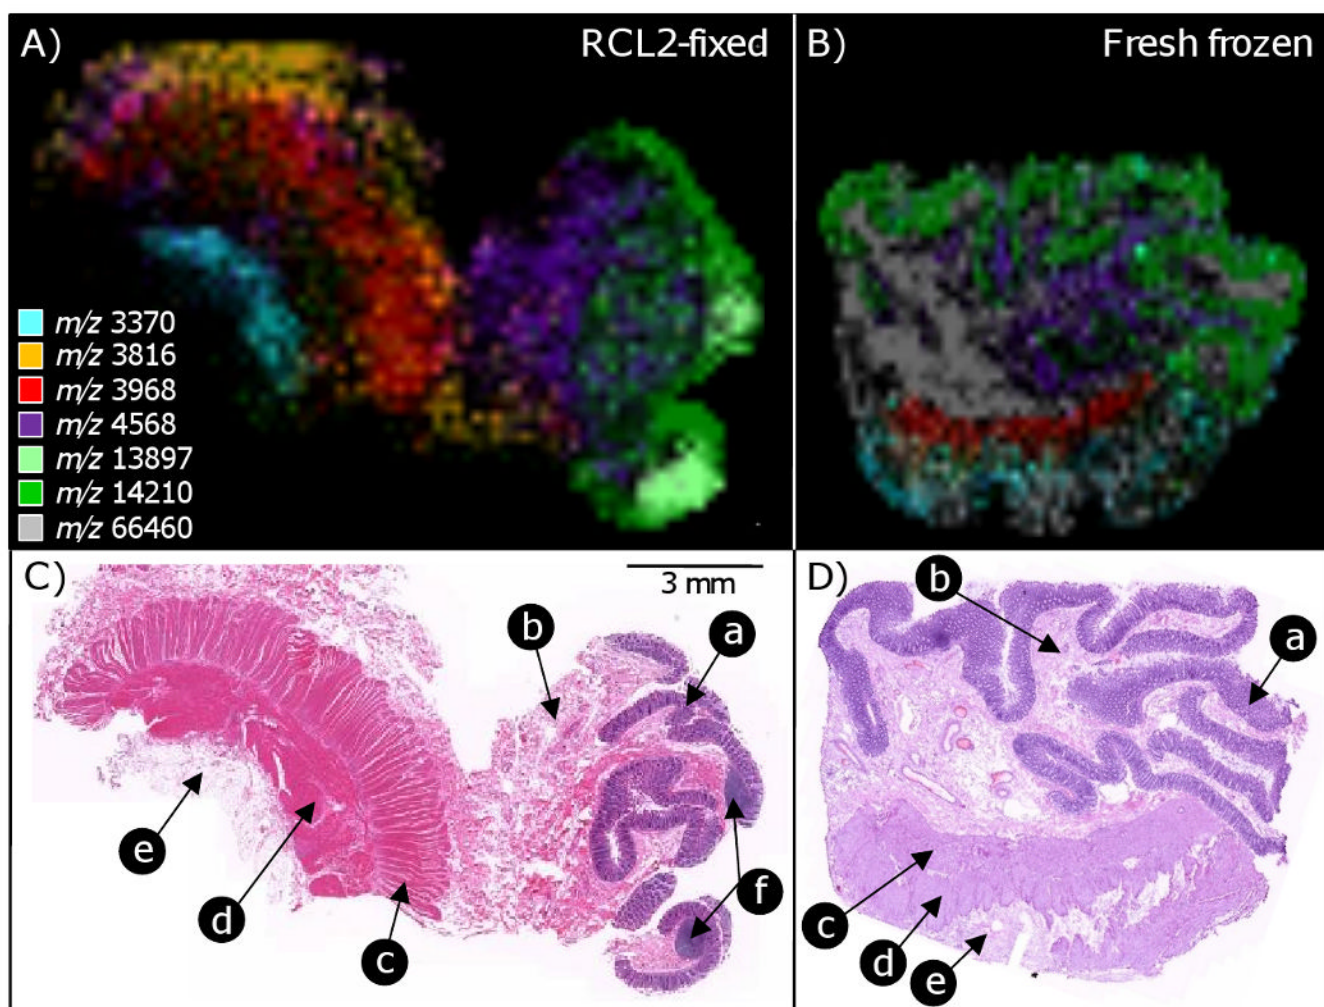 A) RCL2-fixed
B) Fresh frozen
m/z 3370
m/z 3816
m/z 3968
m/z 4568
m/z 13897
m/z 14210
m/z 66460
C)
3 mm
b
a
e
d
c
f
D)
b
a
c
d
e